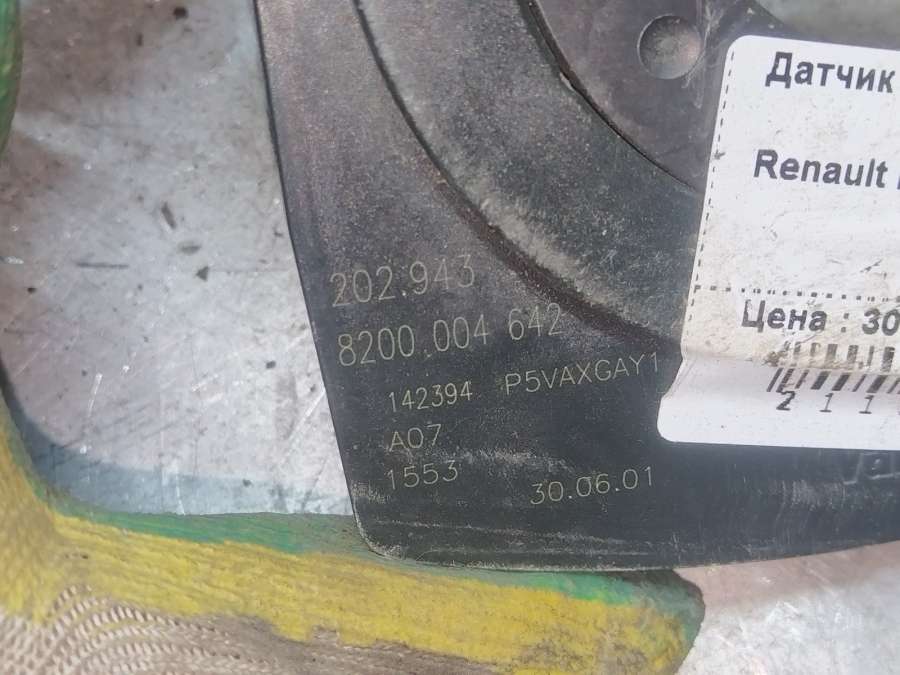 Датчик
Renault
Цена : 30
211
202.943
8200 004 642
142394 P5VAXGAY1
A07
1553
30.06.01